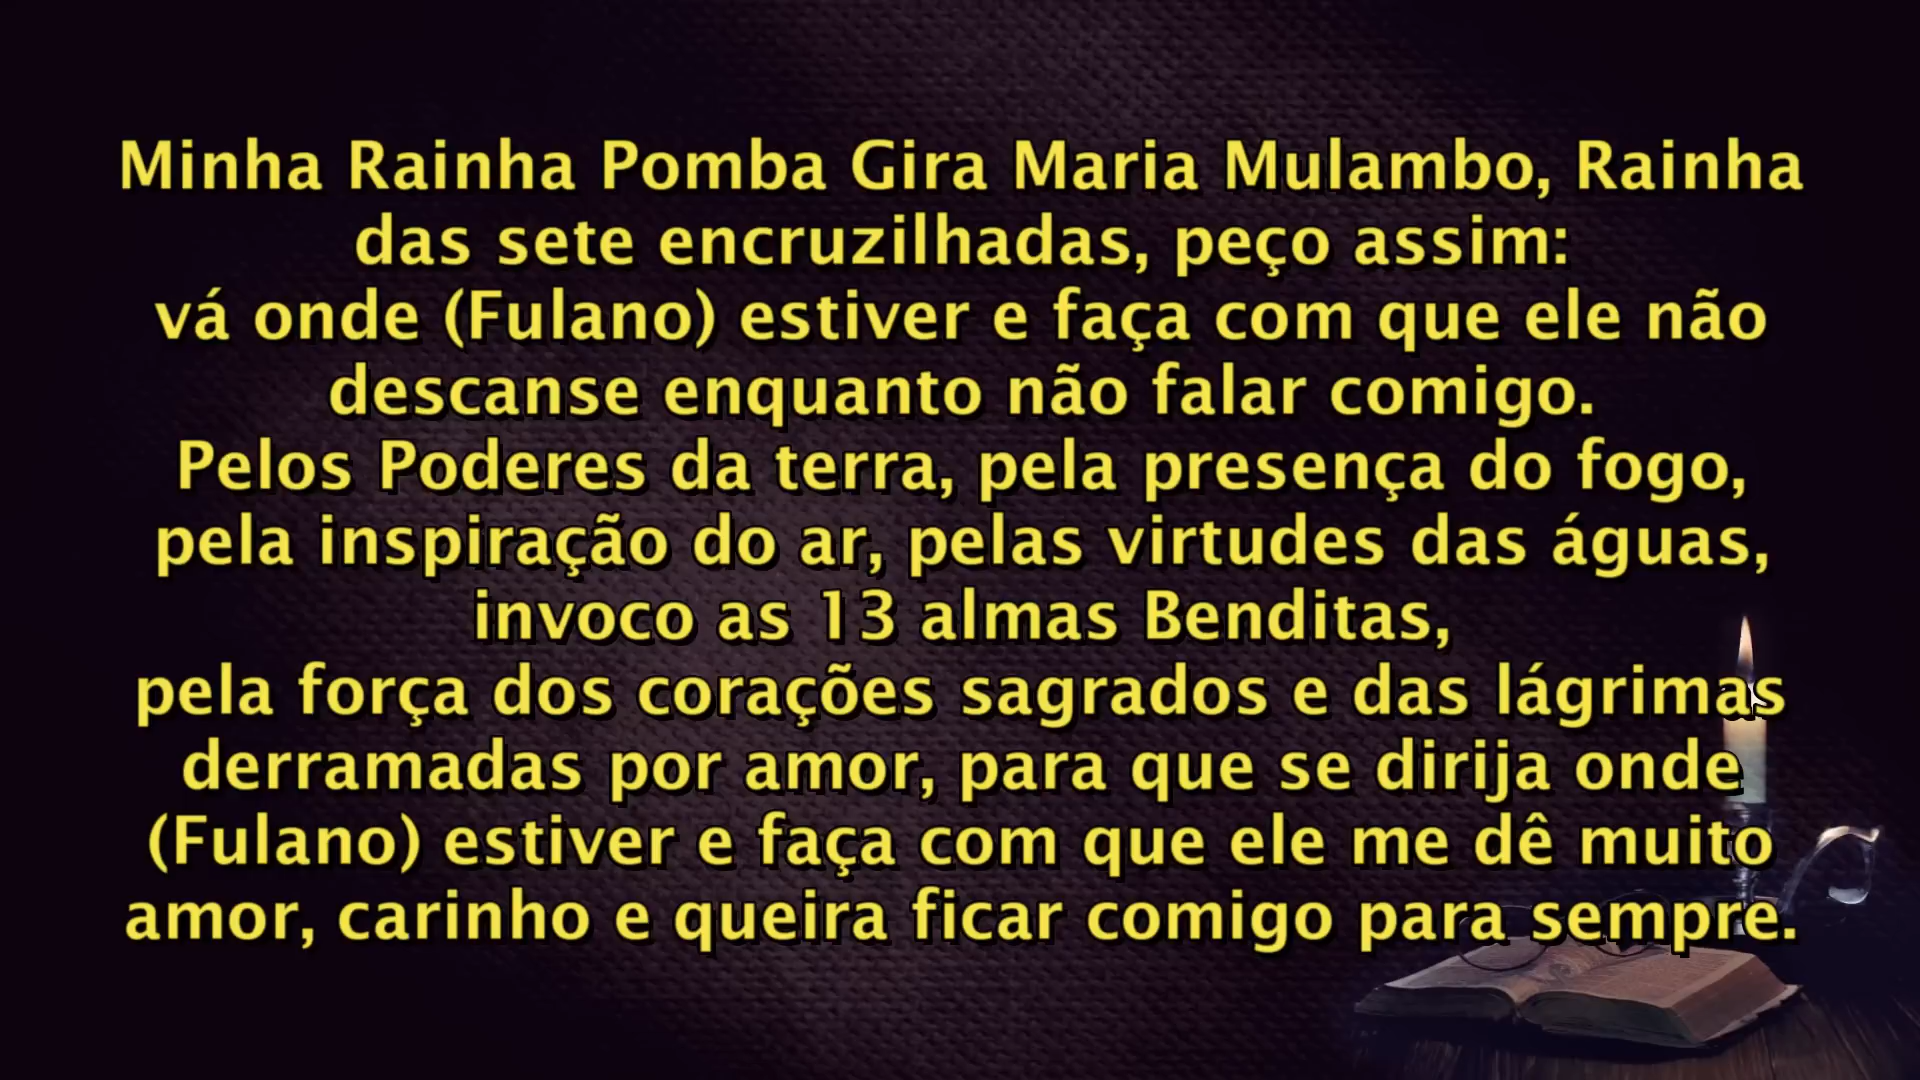 Minha Rainha Pomba Gira Maria Mulambo, Rainha
das sete encruzilhadas, peço assim:
vá onde (Fulano) estiver e faça com que ele não
descanse enquanto não falar comigo.
Pelos Poderes da terra, pela presença do fogo,
pela inspiração do ar, pelas virtudes das águas,
invoco as 13 almas Benditas,
pela força dos corações sagrados e das lágrimas
derramadas por amor, para que se dirija onde
(Fulano) estiver e faça com que ele me dê muito
amor, carinho e queira ficar comigo para sempre.